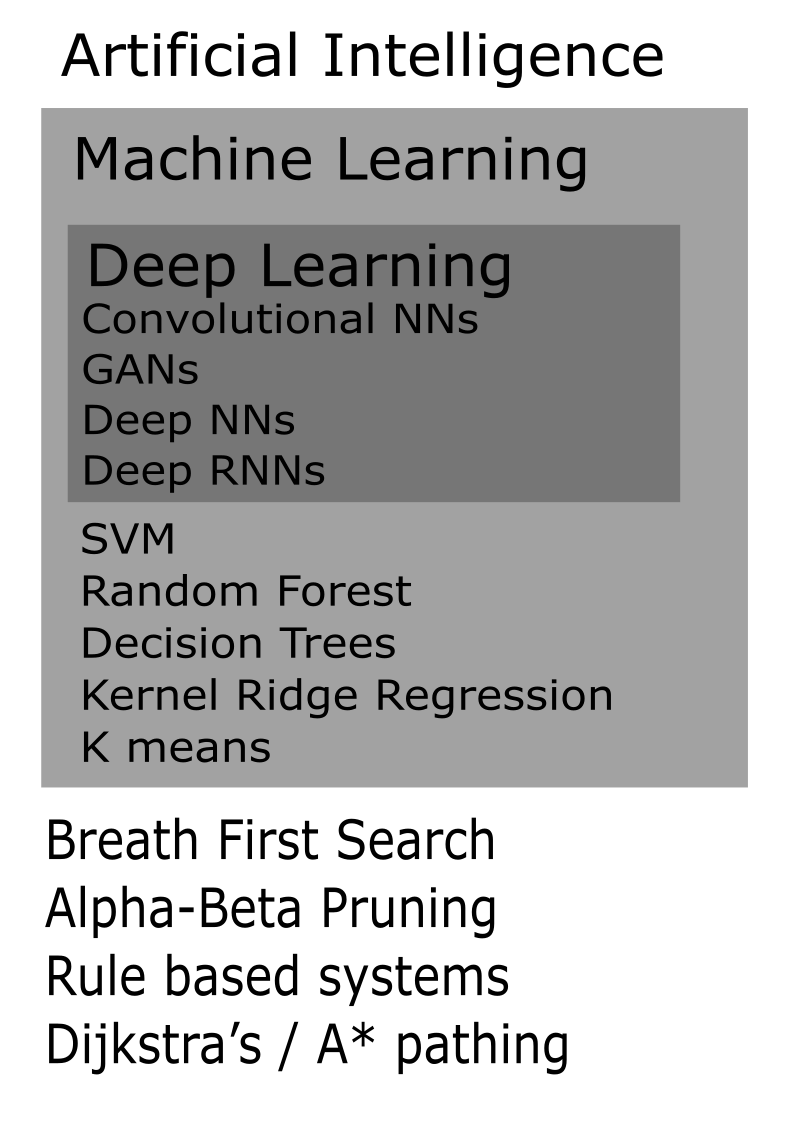 Artificial Intelligence
Machine Learning
Deep Learning
Convolutional NNs
GANs
Deep NNs
Deep RNNs
SVM
Random Forest
Decision Trees
Kernel Ridge Regression
K means
Breath First Search
Alpha-Beta Pruning
Rule based systems
Dijkstra’s / A* pathing